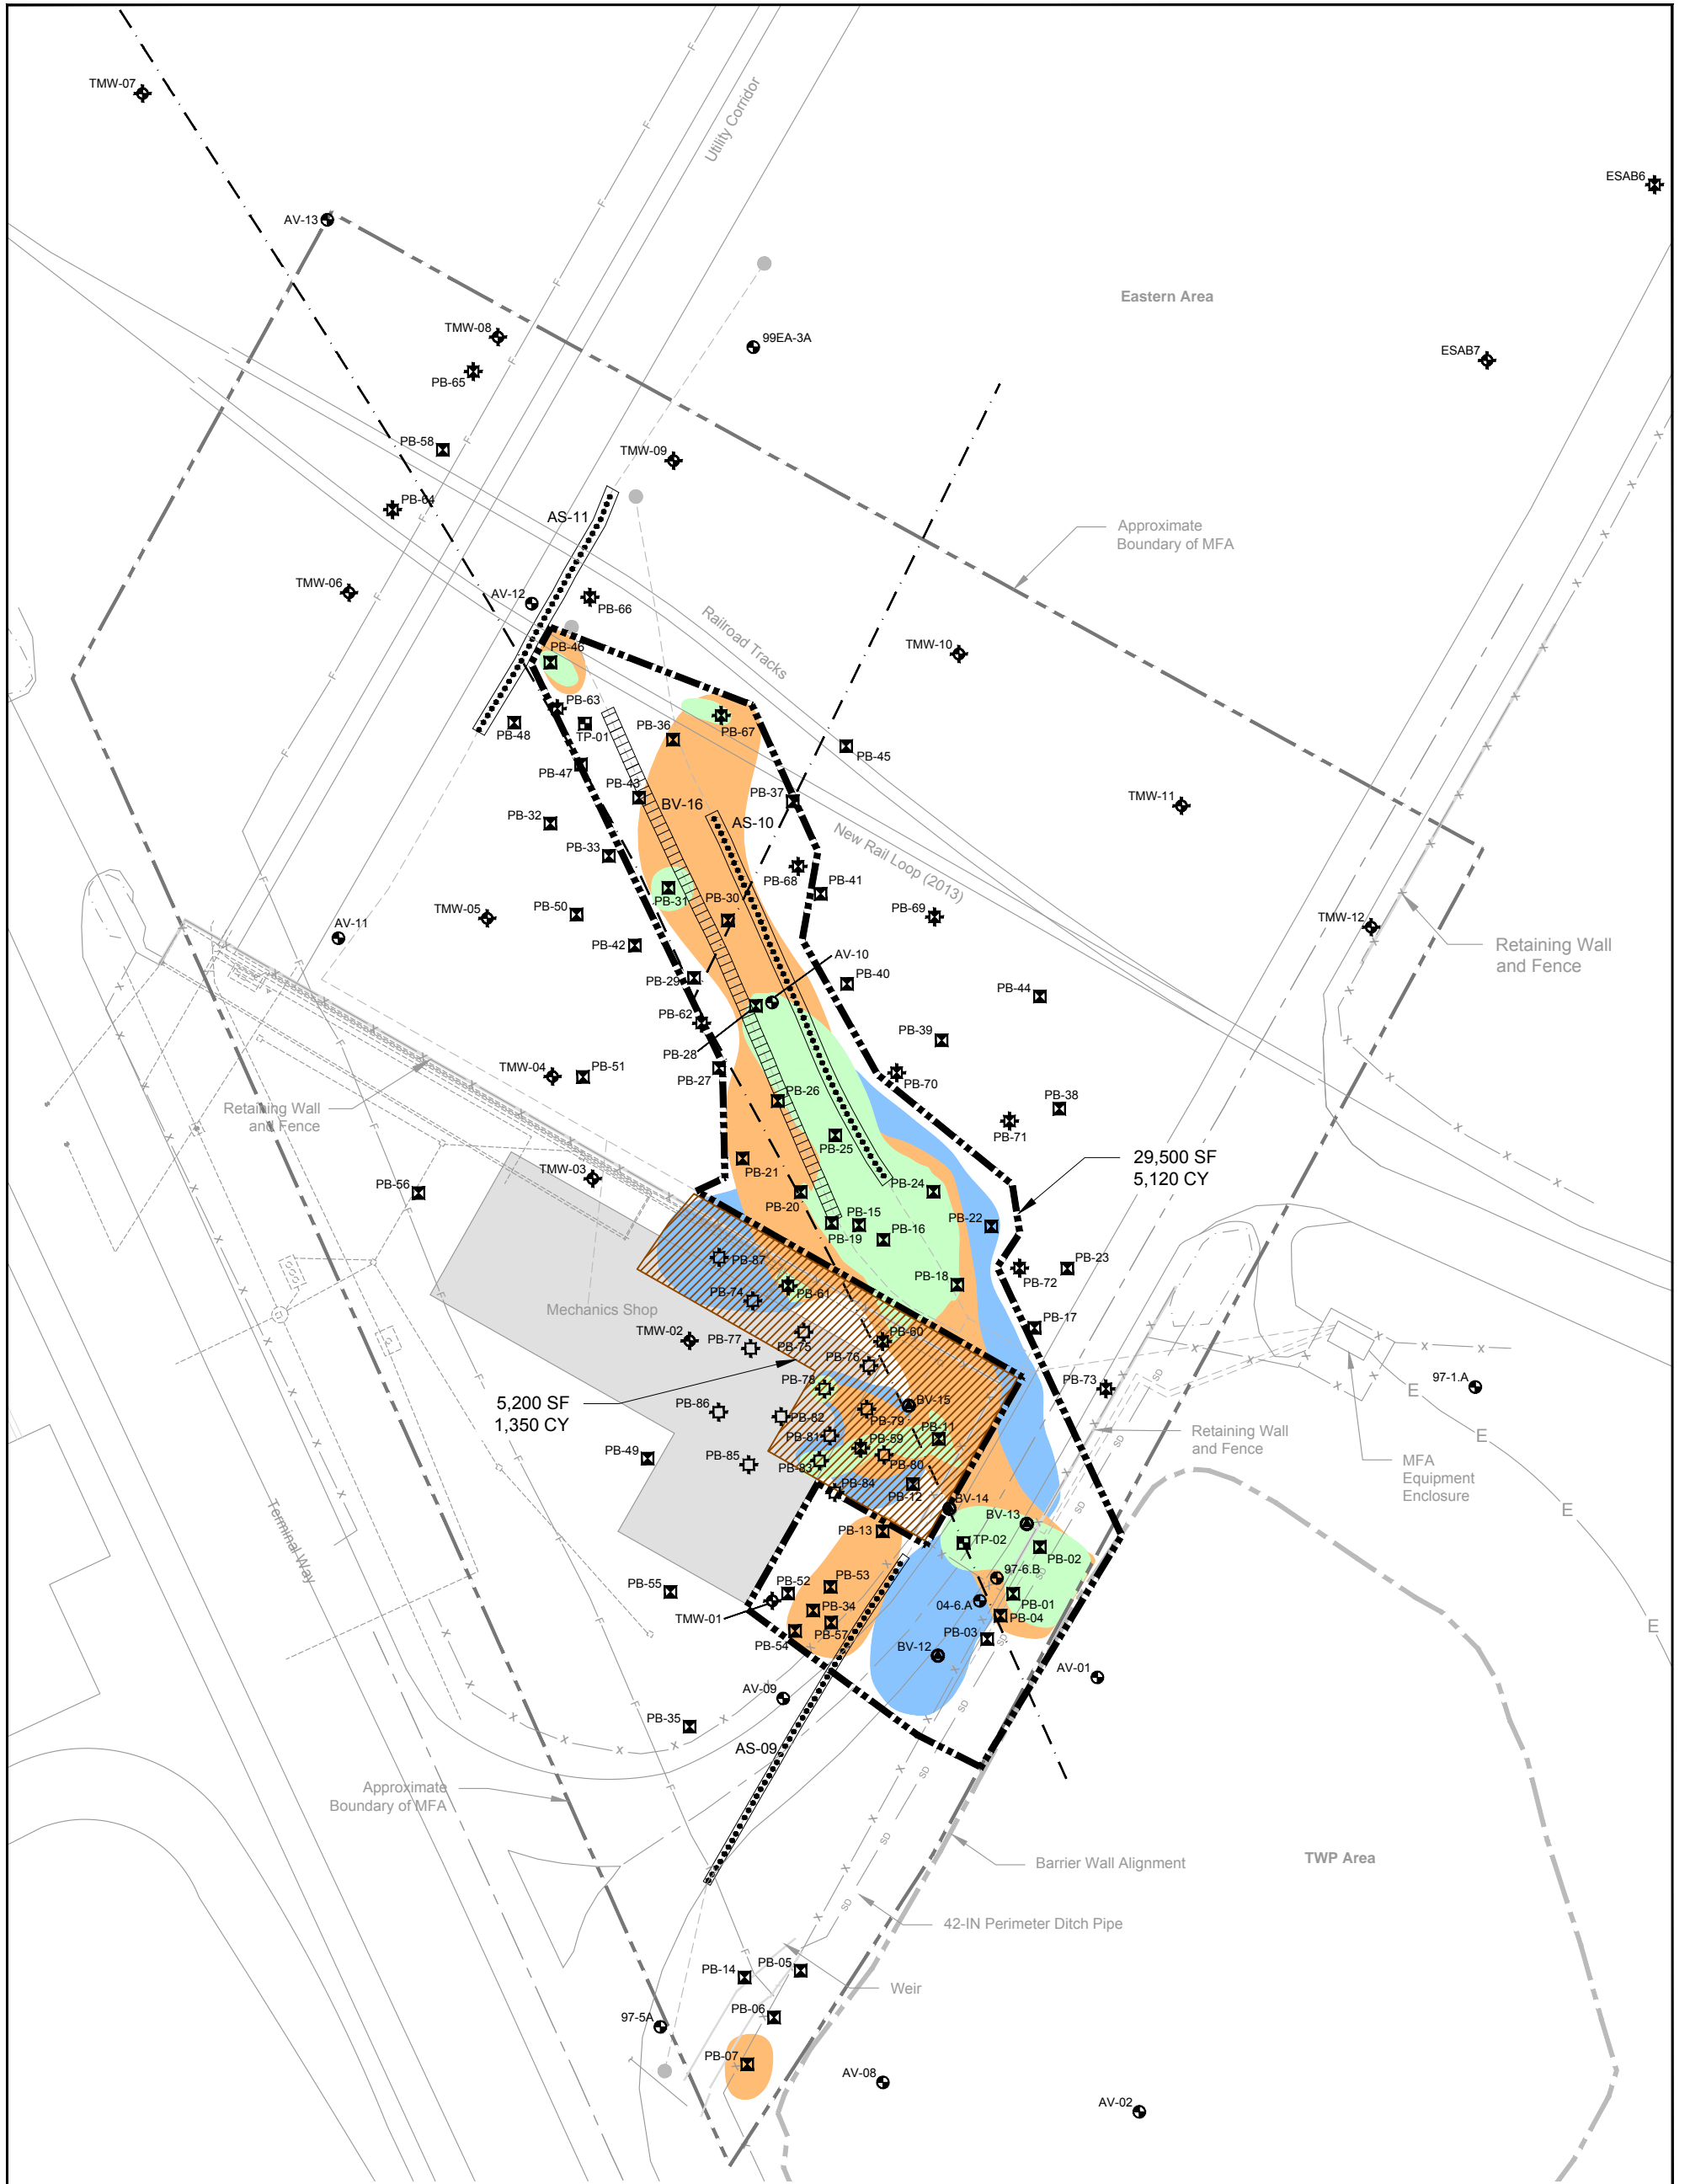 TMW-07
Utility Corridor
ESAB6
AV-13
Eastern Area
TMW-08
99EA-3A
ESAB7
PB-65
PB-58
TMW-09
PB-64
AS-11
Approximate
Boundary of MFA
TMW-06
AV-12
PB-66
Railroad Tracks
TMW-10
PB-46
PB-63
PB-48
TP-01
PB-36
PB-67
PB-45
PB-47
PB-43
BV-16
PB-37
TMW-11
AS-10
PB-32
New Rail Loop (2013)
PB-33
PB-68
PB-41
PB-31
PB-30
PB-69
TMW-05
PB-50
AV-11
TMW-12
PB-42
Retaining Wall
and Fence
AV-10
PB-29
PB-40
PB-44
PB-62
PB-39
PB-28
PB-27
PB-70
TMW-04
PB-51
PB-26
PB-38
Retaining Wall
and Fence
PB-71
PB-25
PB-21
29,500 SF
5,120 CY
TMW-03
PB-56
PB-24
PB-20
PB-15
PB-16
PB-22
PB-19
PB-87
PB-23
PB-72
PB-18
PB-61
PB-74
Mechanics Shop
TMW-02
PB-17
PB-60
PB-77
PB-75
PB-76
PB-73
PB-78
97-1.A
E
5,200 SF
1,350 CY
BV-15
PB-86
PB-82
PB-79
PB-11
PB-81
PB-59
Retaining Wall
and Fence
E
PB-49
PB-85
PB-83
PB-80
MFA
Equipment
Enclosure
PB-84
PB-12
BV-14
E
Terminal Way
BV-13
PB-13
TP-02
PB-02
97-6.B
PB-55
PB-52
PB-53
PB-01
TMW-01
PB-34
04-6.A
PB-04
PB-57
PB-54
PB-03
E
BV-12
AV-01
AV-09
PB-35
AS-09
Approximate
Boundary of MFA
Barrier Wall Alignment
TWP Area
42-IN Perimeter Ditch Pipe
PB-14
PB-05
Weir
PB-06
97-5A
PB-07
AV-08
AV-02